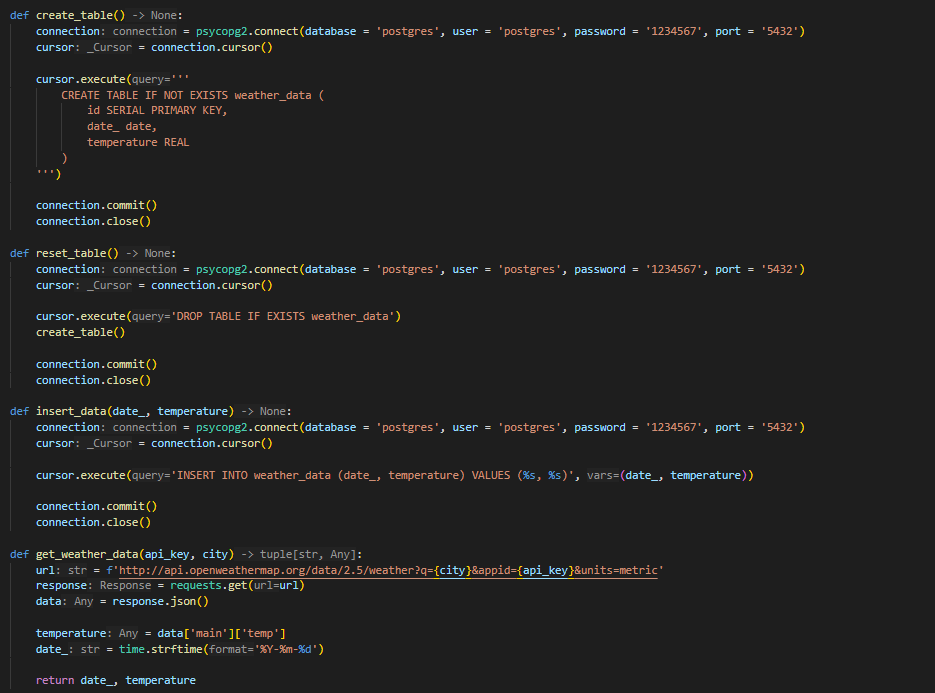 def create_table() -> None:
    connection: connection = psycopg2.connect(database = 'postgres', user = 'postgres', password = '1234567', port = '5432')
    cursor: _Cursor = connection.cursor()

    cursor.execute(query='''
        CREATE TABLE IF NOT EXISTS weather_data (
            id SERIAL PRIMARY KEY,
            date_ date,
            temperature REAL
        )
    ''')

    connection.commit()
    connection.close()

def reset_table() -> None:
    connection: connection = psycopg2.connect(database = 'postgres', user = 'postgres', password = '1234567', port = '5432')
    cursor: _Cursor = connection.cursor()

    cursor.execute(query='DROP TABLE IF EXISTS weather_data')
    create_table()

    connection.commit()
    connection.close()

def insert_data(date_, temperature) -> None:
    connection: connection = psycopg2.connect(database = 'postgres', user = 'postgres', password = '1234567', port = '5432')
    cursor: _Cursor = connection.cursor()

    cursor.execute(query='INSERT INTO weather_data (date_, temperature) VALUES (%s, %s)', vars=(date_, temperature))

    connection.commit()
    connection.close()

def get_weather_data(api_key, city) -> tuple[str, Any]:
    url: str = f'http://api.openweathermap.org/data/2.5/weather?q={city}&appid={api_key}&units=metric'
    response: Response = requests.get(url=url)
    data: Any = response.json()

    temperature: Any = data['main']['temp']
    date_: str = time.strftime(format='%Y-%m-%d')

    return date_, temperature